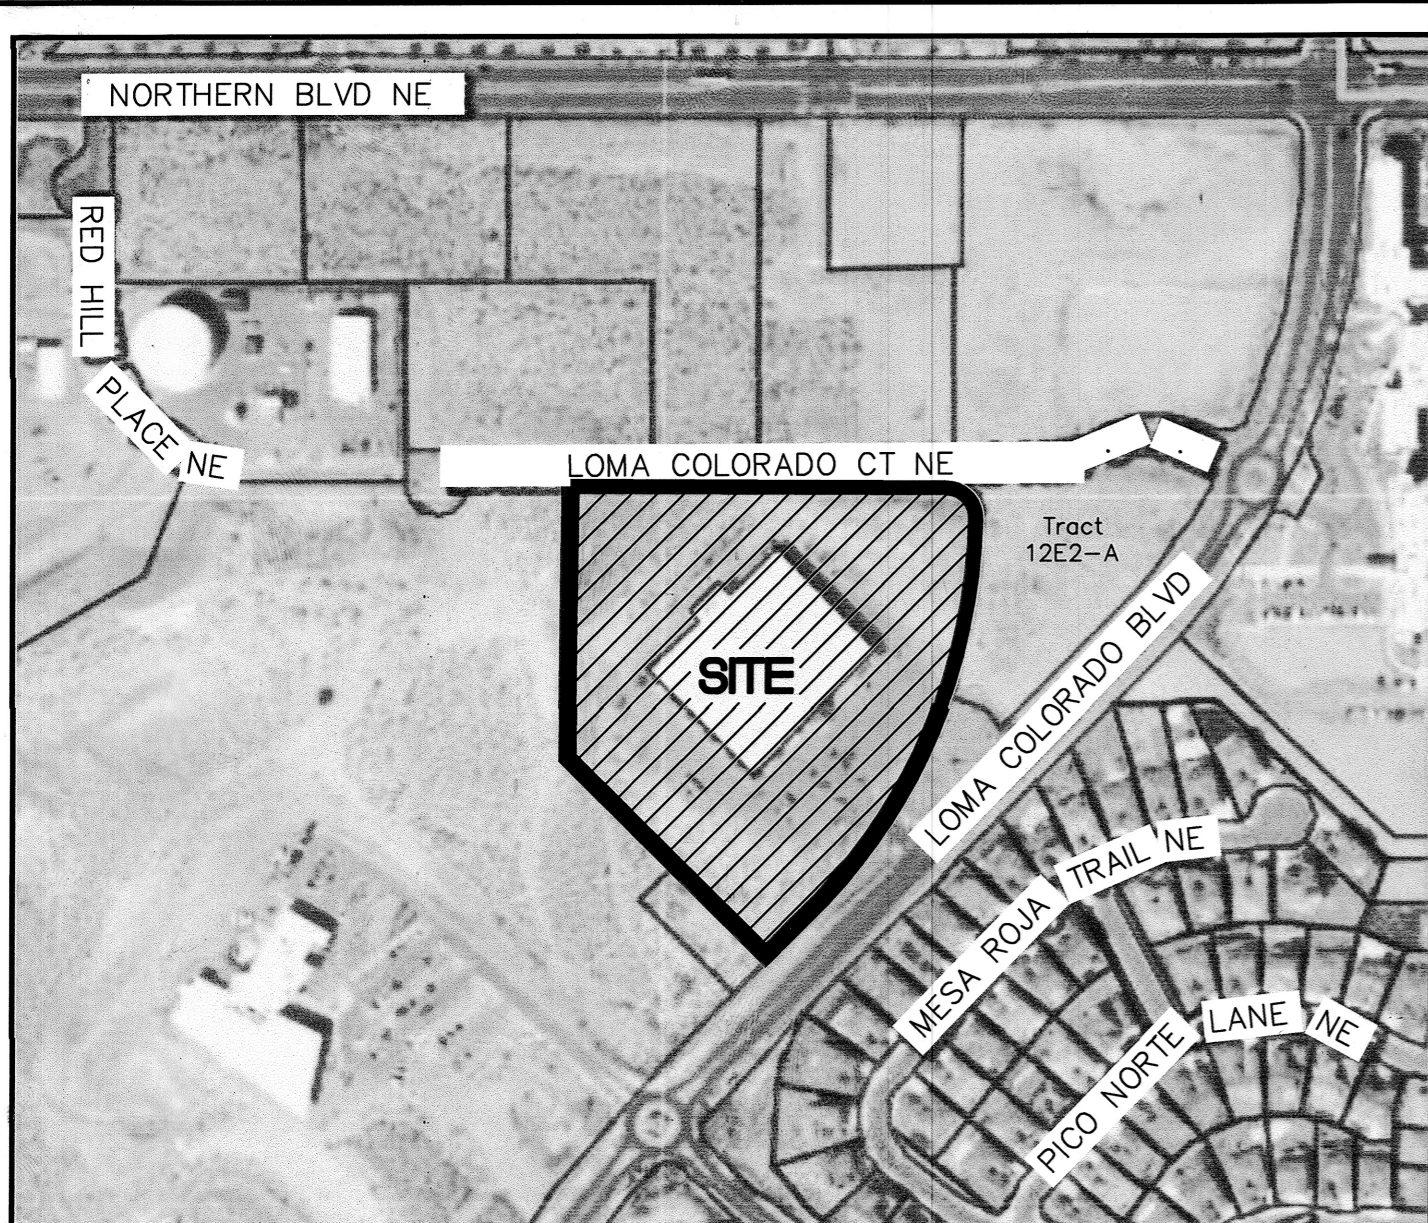 NORTHERN BLVD NE
RED HILL
PLACE NE
LOMA COLORADO CT NE
Tract
12E2-A
SITE
LOMA COLORADO BLVD
MESA ROJA TRAIL NE
PICO NORTE LANE NE